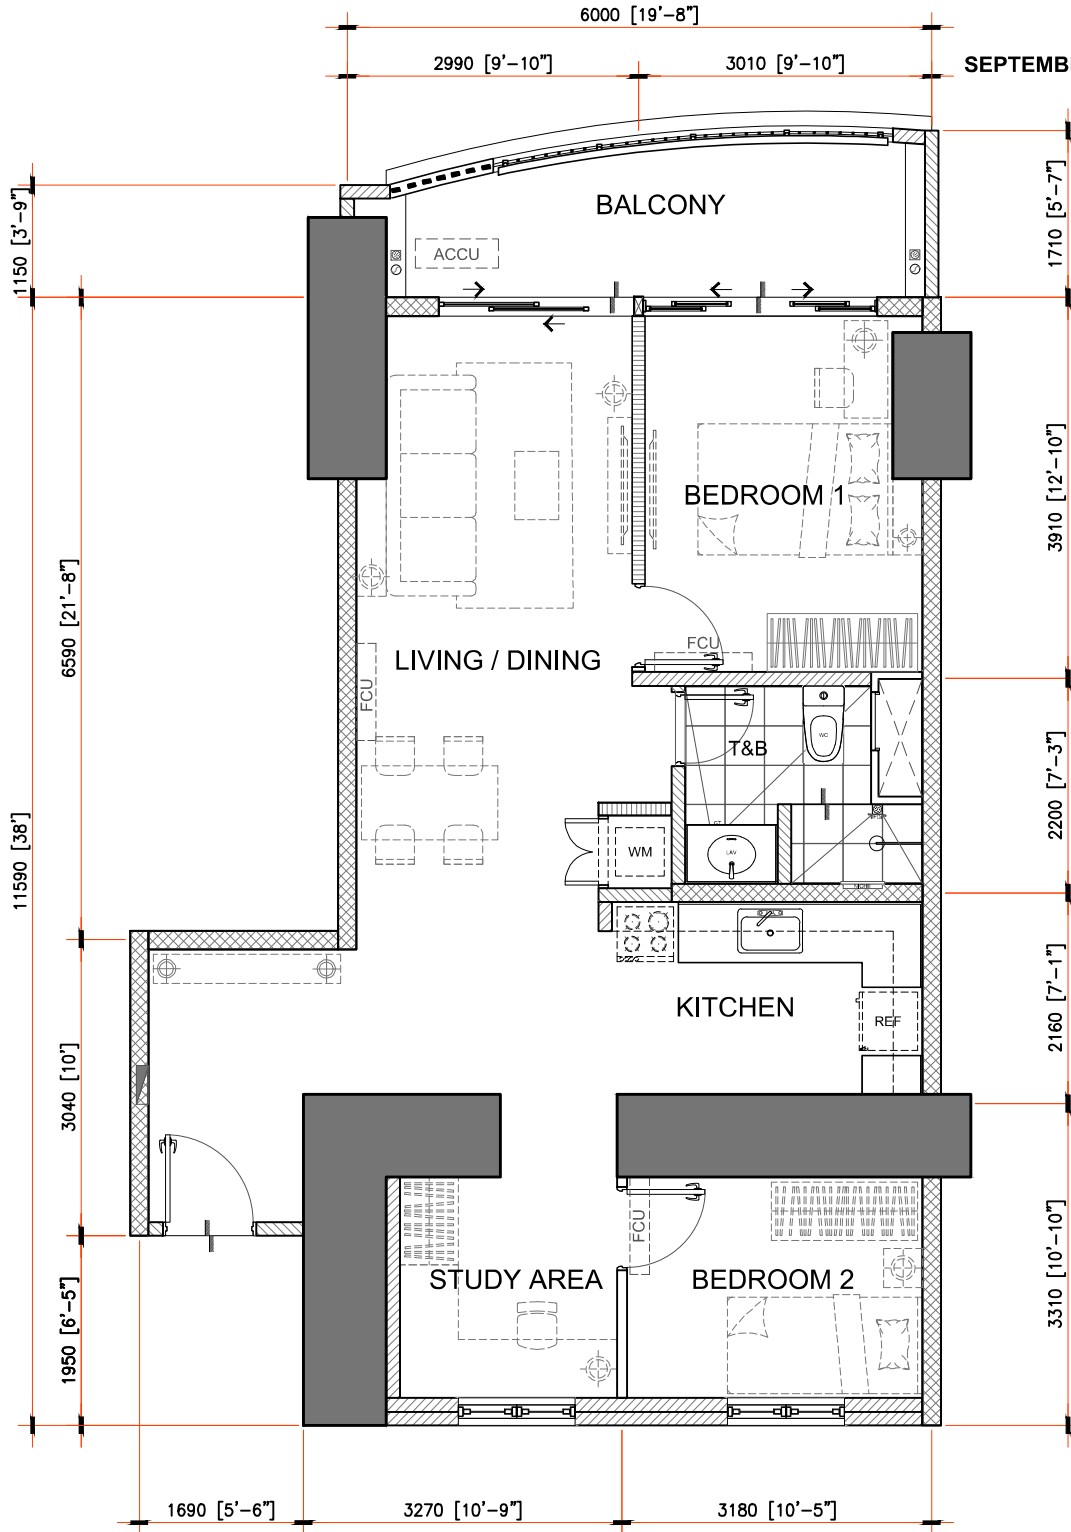 6000 [19'-8"]
2990 [9'-10"]
3010 [9'-10"]
SEPTEMB
BALCONY
ACCU
1150 [3'-9"]
1710 [5'-7"]
BEDROOM 1
3910 [12'-10"]
6590 [21'-8"]
LIVING / DINING
FCU
FCU
T&B
WC
2200 [7'-3"]
11590 [38']
WM
LAV
KITCHEN
REF
2160 [7'-1"]
3040 [10']
FCU
STUDY AREA
BEDROOM 2
3310 [10'-10"]
1950 [6'-5"]
1690 [5'-6"]
3270 [10'-9"]
3180 [10'-5"]